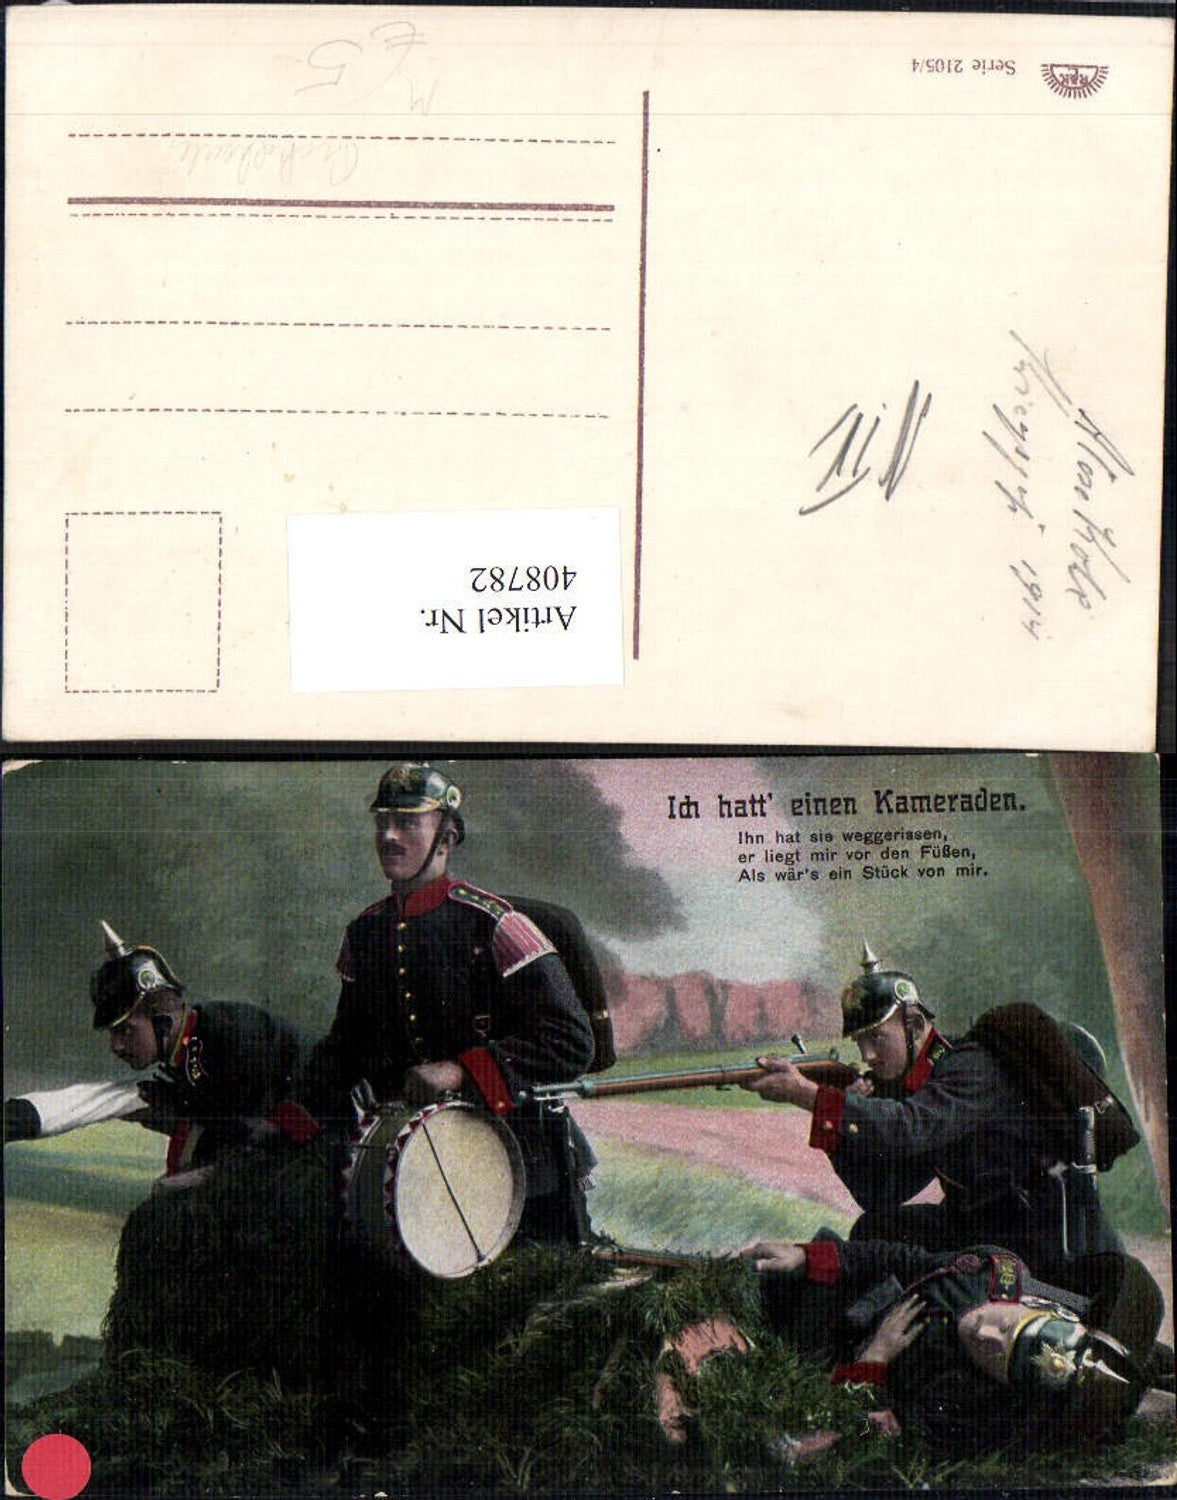 Serie 2105/4
Artikel Nr.
408782
1914
Ich hatt' einen Kameraden.
Ihn hat sie weggerissen,
er liegt mir vor den Füßen,
Als wär's ein Stück von mir.